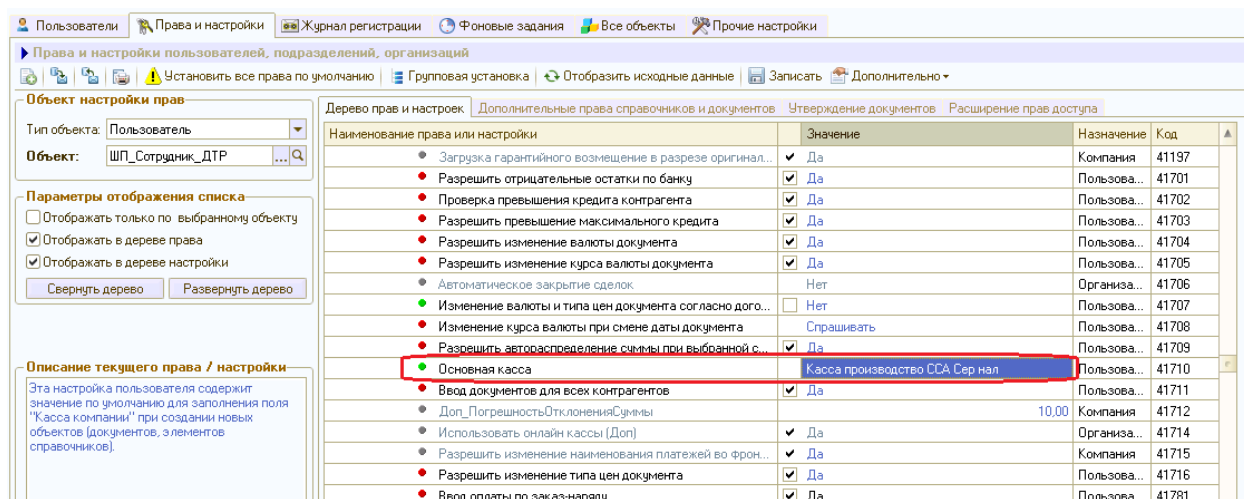 Пользователи Права и настройки Журнал регистрации Фоновые задания Все объекты Прочие настройки
Права и настройки пользователей, подразделений, организаций
Установить все права по умолчанию Групповая установка Отобразить исходные данные Записать Дополнительно
Объект настройки прав
Тип объекта: Пользователь
Объект: ШП_Сотрудник_ДТР ...
Параметры отображения списка
Отображать только по выбранному объекту
Отображать в дереве права
Отображать в дереве настройки
Свернуть дерево Развернуть дерево
Описание текущего права / настройки
Эта настройка пользователя содержит
значение по умолчанию для заполнения поля
"Касса компании" при создании новых
объектов (документов, элементов
справочников).
Дерево прав и настроек Дополнительные права справочников и документов Утверждение документов Расширение прав доступа
Наименование права или настройки Значение Назначение Код
Загрузка гарантийного возмещение в разрезе оригинал... Да Компания 41197
Разрешить отрицательные остатки по банку Да Пользова... 41701
Проверка превышения кредита контрагента Да Пользова... 41702
Разрешить превышение максимального кредита Да Пользова... 41703
Разрешить изменение валюты документа Да Пользова... 41704
Разрешить изменение курса валюты документа Да Пользова... 41705
Автоматическое закрытие сделок Нет Организа... 41706
Изменение валюты и типа цен документа согласно дого... Нет Пользова... 41707
Изменение курса валюты при смене даты документа Спрашивать Пользова... 41708
Разрешить автораспределение суммы при выбранной с... Да Пользова... 41709
Основная касса Касса производство ССА Сер нал Пользова... 41710
Ввод документов для всех контрагентов Да Пользова... 41711
Доп_ПогрешностьОтклоненияСуммы 10,00 Компания 41712
Использовать онлайн кассы (Доп) Да Организа... 41714
Разрешить изменение наименования платежей во фрон... Да Компания 41715
Разрешить изменение типа цен документа Да Пользова... 41716
Ввод оплаты по заказ-наряду Да Пользова... 41781